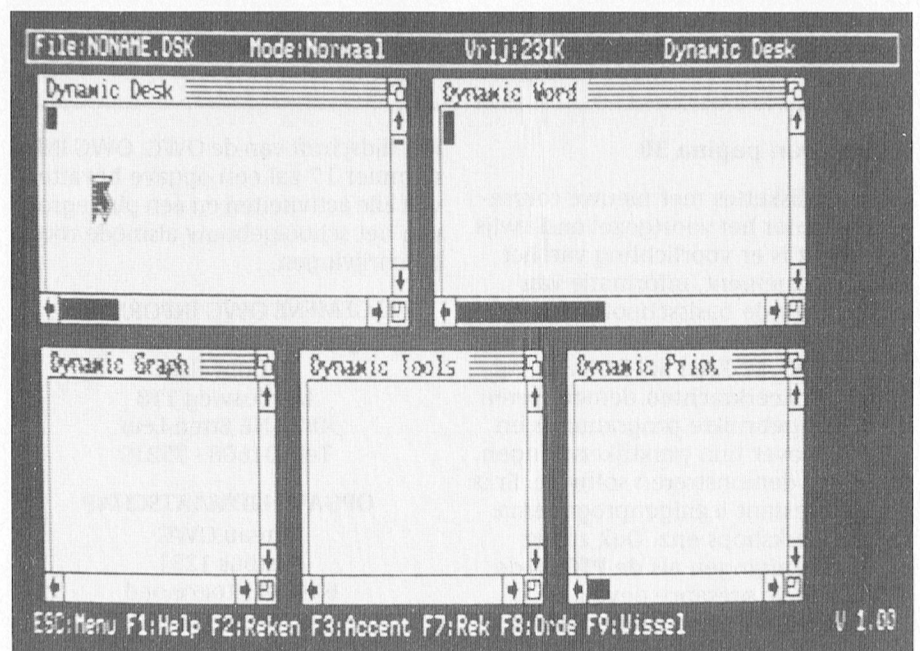 File:NONAME.DSK Mode:Normaal Vrij:231K Dynamic Desk
Dynamic Desk
Dynamic Word
Dynamic Graph
Dynamic Tools
Dynamic Print
ESC:Menu F1:Help F2:Reken F3:Accent F7:Rek F8:Orde F9:Wissel V 1.00